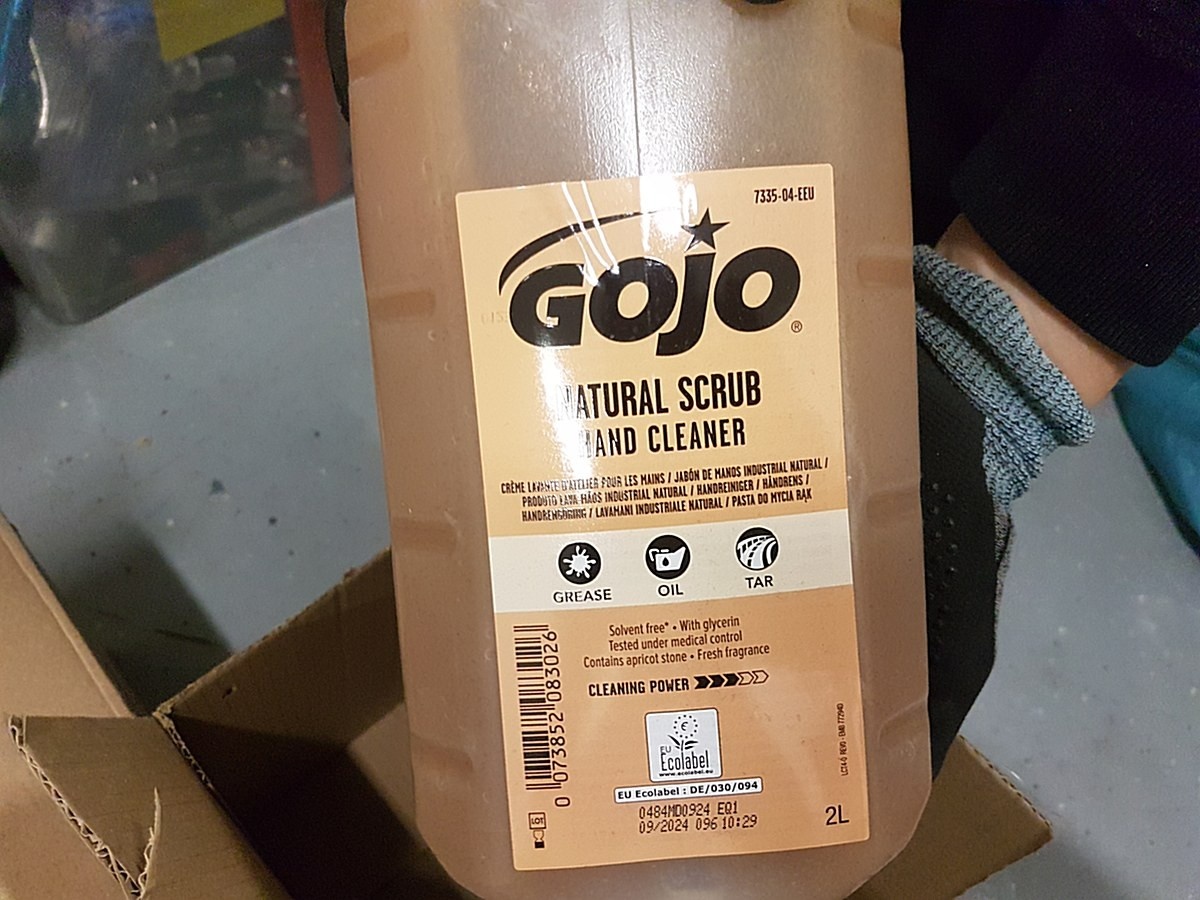 7335-04-EEU
GOJO®
NATURAL SCRUB
HAND CLEANER
CRÈME LAVANTE D'ATELIER POUR LES MAINS / JABÓN DE MANOS INDUSTRIAL NATURAL /
PRODUTO LAVA MÃOS INDUSTRIAL NATURAL / HANDREINIGER / HÅNDRENS /
HANDRENGÖRING / LAVAMANI INDUSTRIALE NATURAL / PASTA DO MYCIA RĄK
GREASE
OIL
TAR
Solvent free* • With glycerin
Tested under medical control
Contains apricot stone • Fresh fragrance
CLEANING POWER
0 073852 083026
EU
Ecolabel
www.ecolabel.eu
EU Ecolabel : DE/030/094
LOT
0484MD0924 EQ1
09/2024 096 10:29
2L